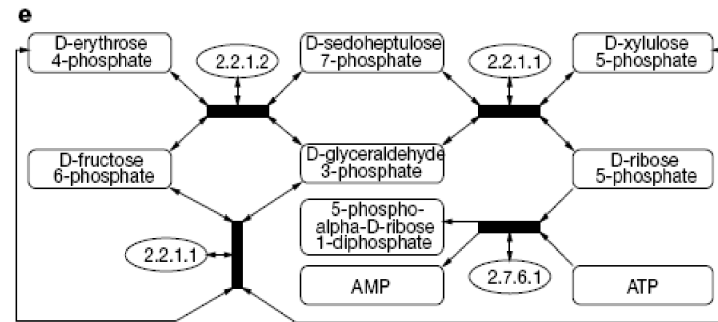 e
D-erythrose
4-phosphate
2.2.1.2
D-sedoheptulose
7-phosphate
2.2.1.1
D-xylulose
5-phosphate
D-fructose
6-phosphate
D-glyceraldehyde
3-phosphate
D-ribose
5-phosphate
2.2.1.1
5-phospho-
alpha-D-ribose
1-diphosphate
AMP
2.7.6.1
ATP